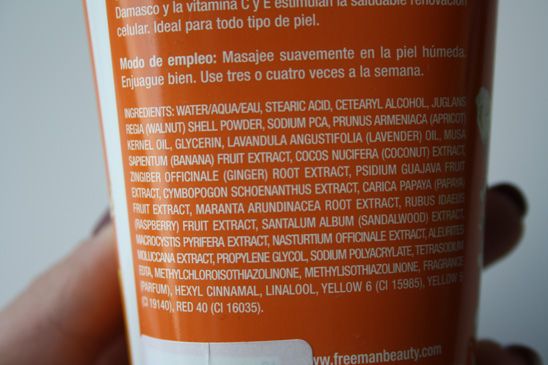 Damasco y la vitamina C y E estimulan la saludable renovación
celular. Ideal para todo tipo de piel.
Modo de empleo: Masajee suavemente en la piel húmeda.
Enjuague bien. Use tres o cuatro veces a la semana.
INGREDIENTS: WATER/AQUA/EAU, STEARIC ACID, CETEARYL ALCOHOL, JUGLANS
REGIA (WALNUT) SHELL POWDER, SODIUM PCA, PRUNUS ARMENIACA (APRICOT)
KERNEL OIL, GLYCERIN, LAVANDULA ANGUSTIFOLIA (LAVENDER) OIL, MUSA
SAPIENTUM (BANANA) FRUIT EXTRACT, COCOS NUCIFERA (COCONUT) EXTRACT,
ZINGIBER OFFICINALE (GINGER) ROOT EXTRACT, PSIDIUM GUAJAVA FRUIT
EXTRACT, CYMBOPOGON SCHOENANTHUS EXTRACT, CARICA PAPAYA (PAPAYA)
FRUIT EXTRACT, MARANTA ARUNDINACEA ROOT EXTRACT, RUBUS IDAEUS
(RASPBERRY) FRUIT EXTRACT, SANTALUM ALBUM (SANDALWOOD) EXTRACT,
MACROCYSTIS PYRIFERA EXTRACT, NASTURTIUM OFFICINALE EXTRACT, ALEURITES
MOLUCCANA EXTRACT, PROPYLENE GLYCOL, SODIUM POLYACRYLATE, TETRASODIUM
EDTA, METHYLCHLOROISOTHIAZOLINONE, METHYLISOTHIAZOLINONE, FRAGRANCE
(PARFUM), HEXYL CINNAMAL, LINALOOL, YELLOW 6 (CI 15985), YELLOW 5
(CI 19140), RED 40 (CI 16035).
www.freemanbeauty.com